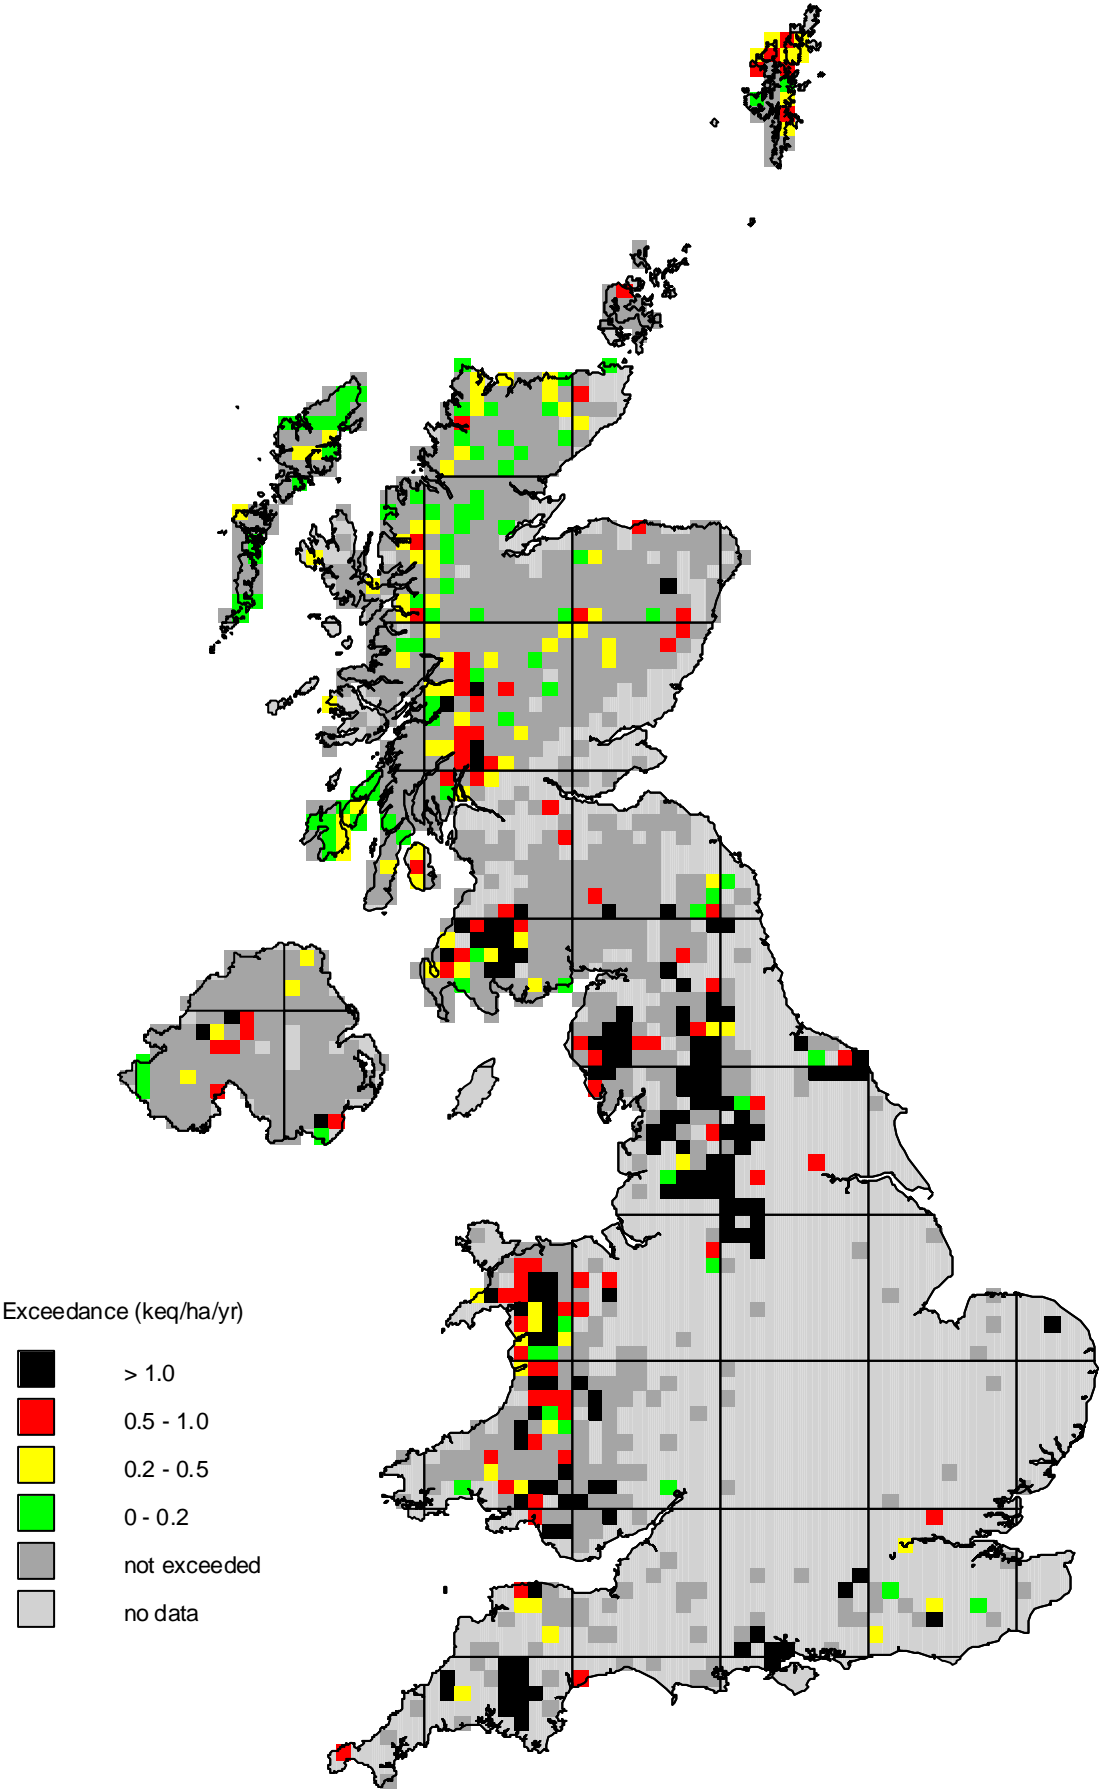 Exceedance (keq/ha/yr)
> 1.0
0.5 - 1.0
0.2 - 0.5
0 - 0.2
not exceeded
no data